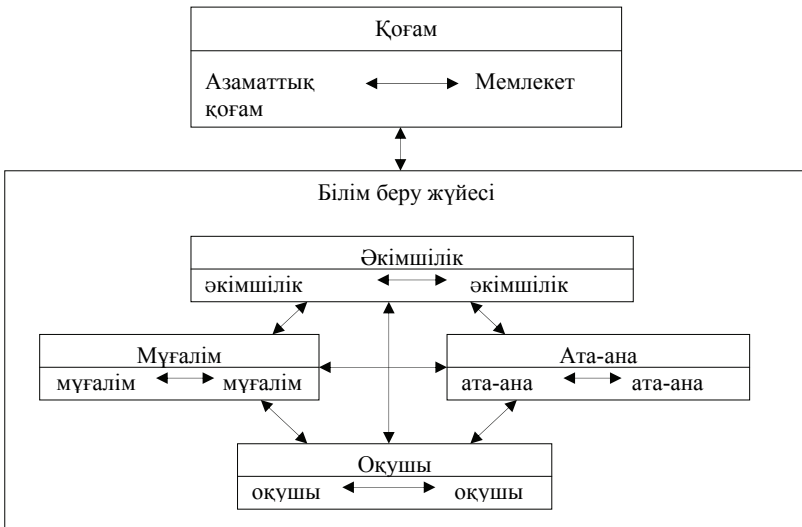 Қоғам
Азаматтық Мемлекет
қоғам
Білім беру жүйесі
Әкімшілік
әкімшілік әкімшілік
Мұғалім Ата-ана
мұғалім мұғалім ата-ана ата-ана
Оқушы
оқушы оқушы